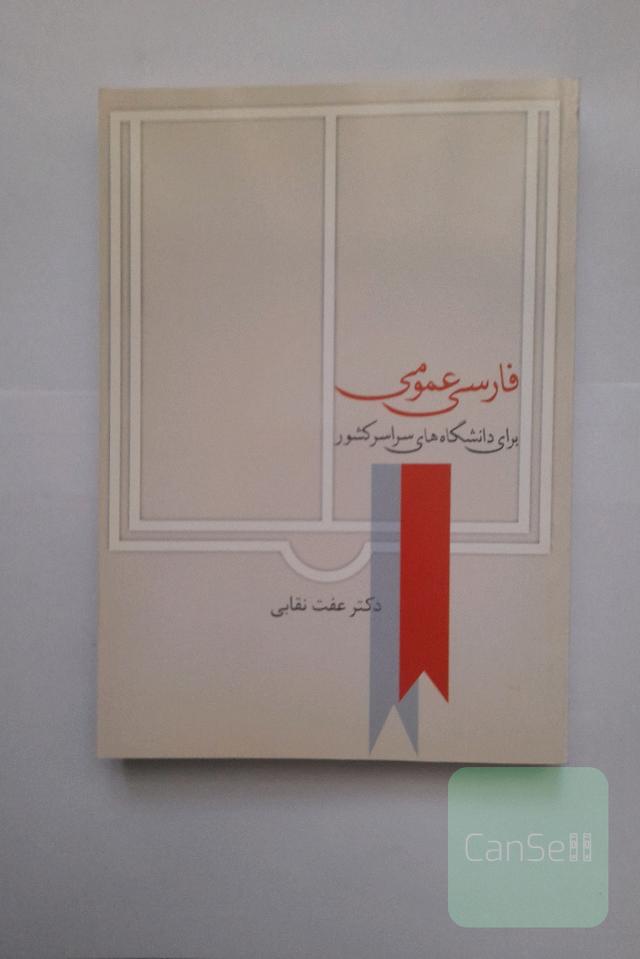 فارسی عمومی
برای دانشگاه‌های سراسر کشور
دکتر عفت نقابی
CanSell